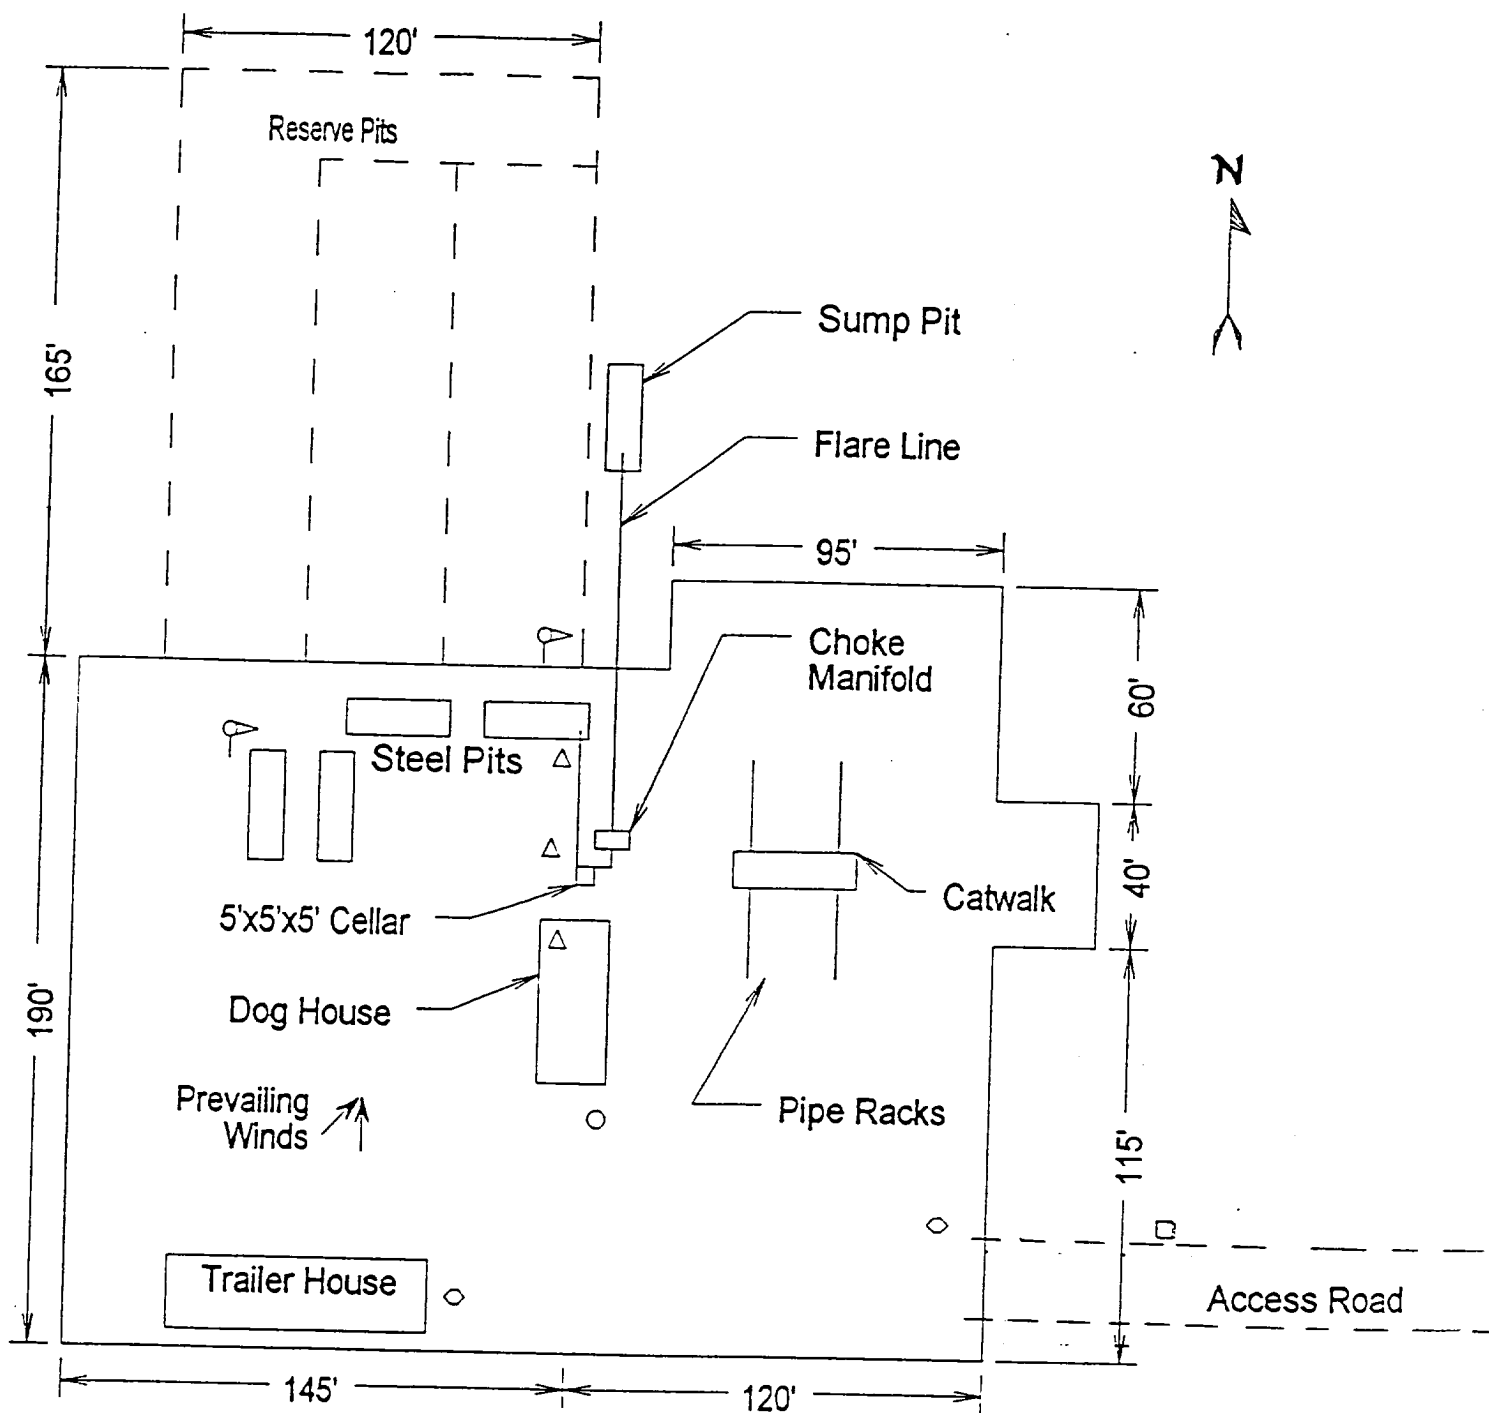 120'
Reserve Pits
N
165'
Sump Pit
Flare Line
95'
Choke
Manifold
60'
Steel Pits
40'
Catwalk
5'x5'x5' Cellar
190'
Dog House
Prevailing
Winds
Pipe Racks
115'
Trailer House
Access Road
145'
120'